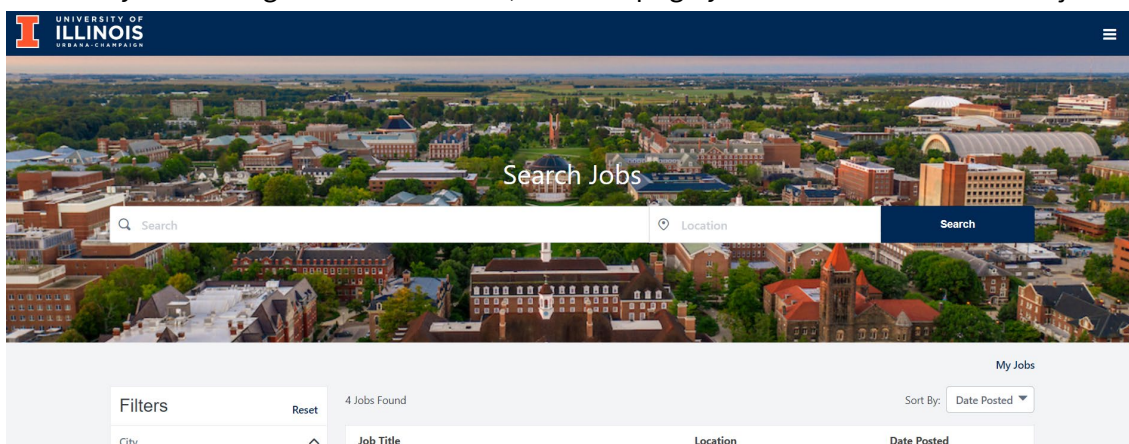 UNIVERSITY OF
ILLINOIS
URBANA-CHAMPAIGN
Search Jobs
Search
Location
Search
My Jobs
Filters
Reset
4 Jobs Found
Sort By: Date Posted
City
Job Title
Location
Date Posted